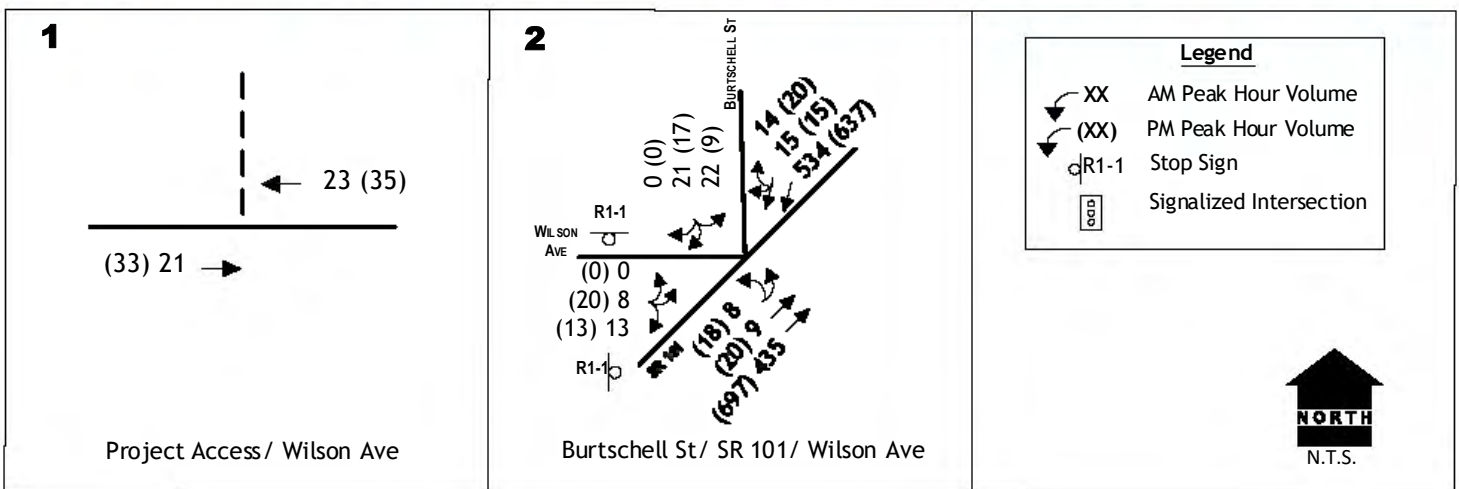 1
23 (35)
(33) 21
Project Access/ Wilson Ave
2
BURTSCHELL ST
0 (0)
21 (17)
22 (9)
14 (20)
15 (15)
534 (637)
R1-1
WILSON
AVE
(0) 0
(20) 8
(13) 13
R1-1
SR 101
(18) 8
(20) 9
(697) 435
Burtschell St/ SR 101/ Wilson Ave
Legend
XX AM Peak Hour Volume
(XX) PM Peak Hour Volume
R1-1 Stop Sign
Signalized Intersection
NORTH
N.T.S.